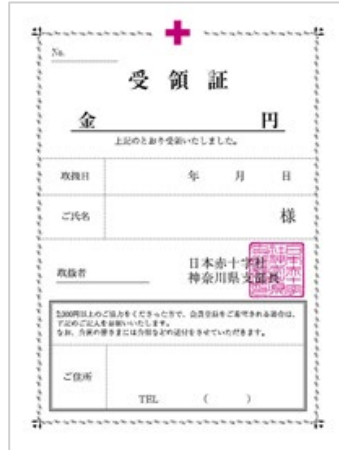 No.
受領証
金 円
上記のとおり受領いたしました。
取扱日 年 月 日
ご氏名 様
取扱者
日本赤十字社
神奈川県支部長
2,000円以上のご協力をくださった方で、会員登録をご希望される場合は、
下記のご記入をお願いいたします。
なお、会員の皆さまには会報などの送付をさせていただきます。
ご住所
TEL ( )